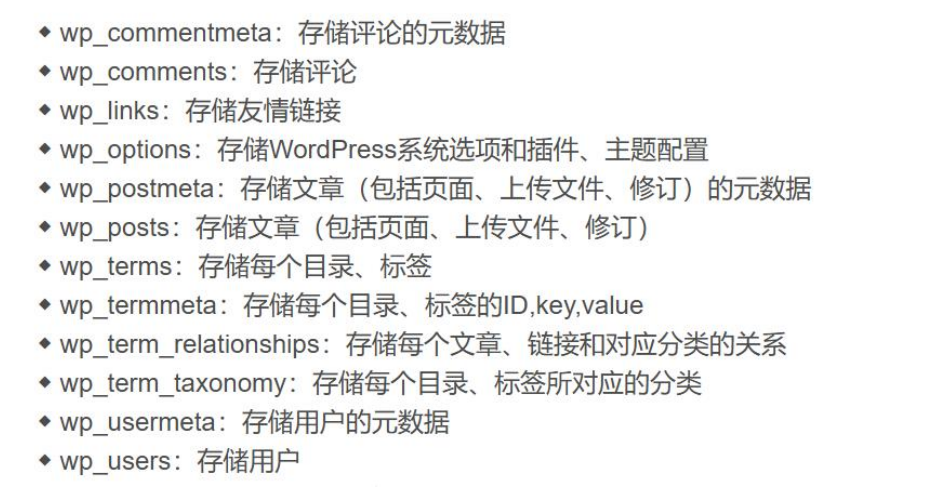 ◆ wp_commentmeta：存储评论的元数据
◆ wp_comments：存储评论
◆ wp_links：存储友情链接
◆ wp_options：存储WordPress系统选项和插件、主题配置
◆ wp_postmeta：存储文章（包括页面、上传文件、修订）的元数据
◆ wp_posts：存储文章（包括页面、上传文件、修订）
◆ wp_terms：存储每个目录、标签
◆ wp_termmeta：存储每个目录、标签的ID,key,value
◆ wp_term_relationships：存储每个文章、链接和对应分类的关系
◆ wp_term_taxonomy：存储每个目录、标签所对应的分类
◆ wp_usermeta：存储用户的元数据
◆ wp_users：存储用户